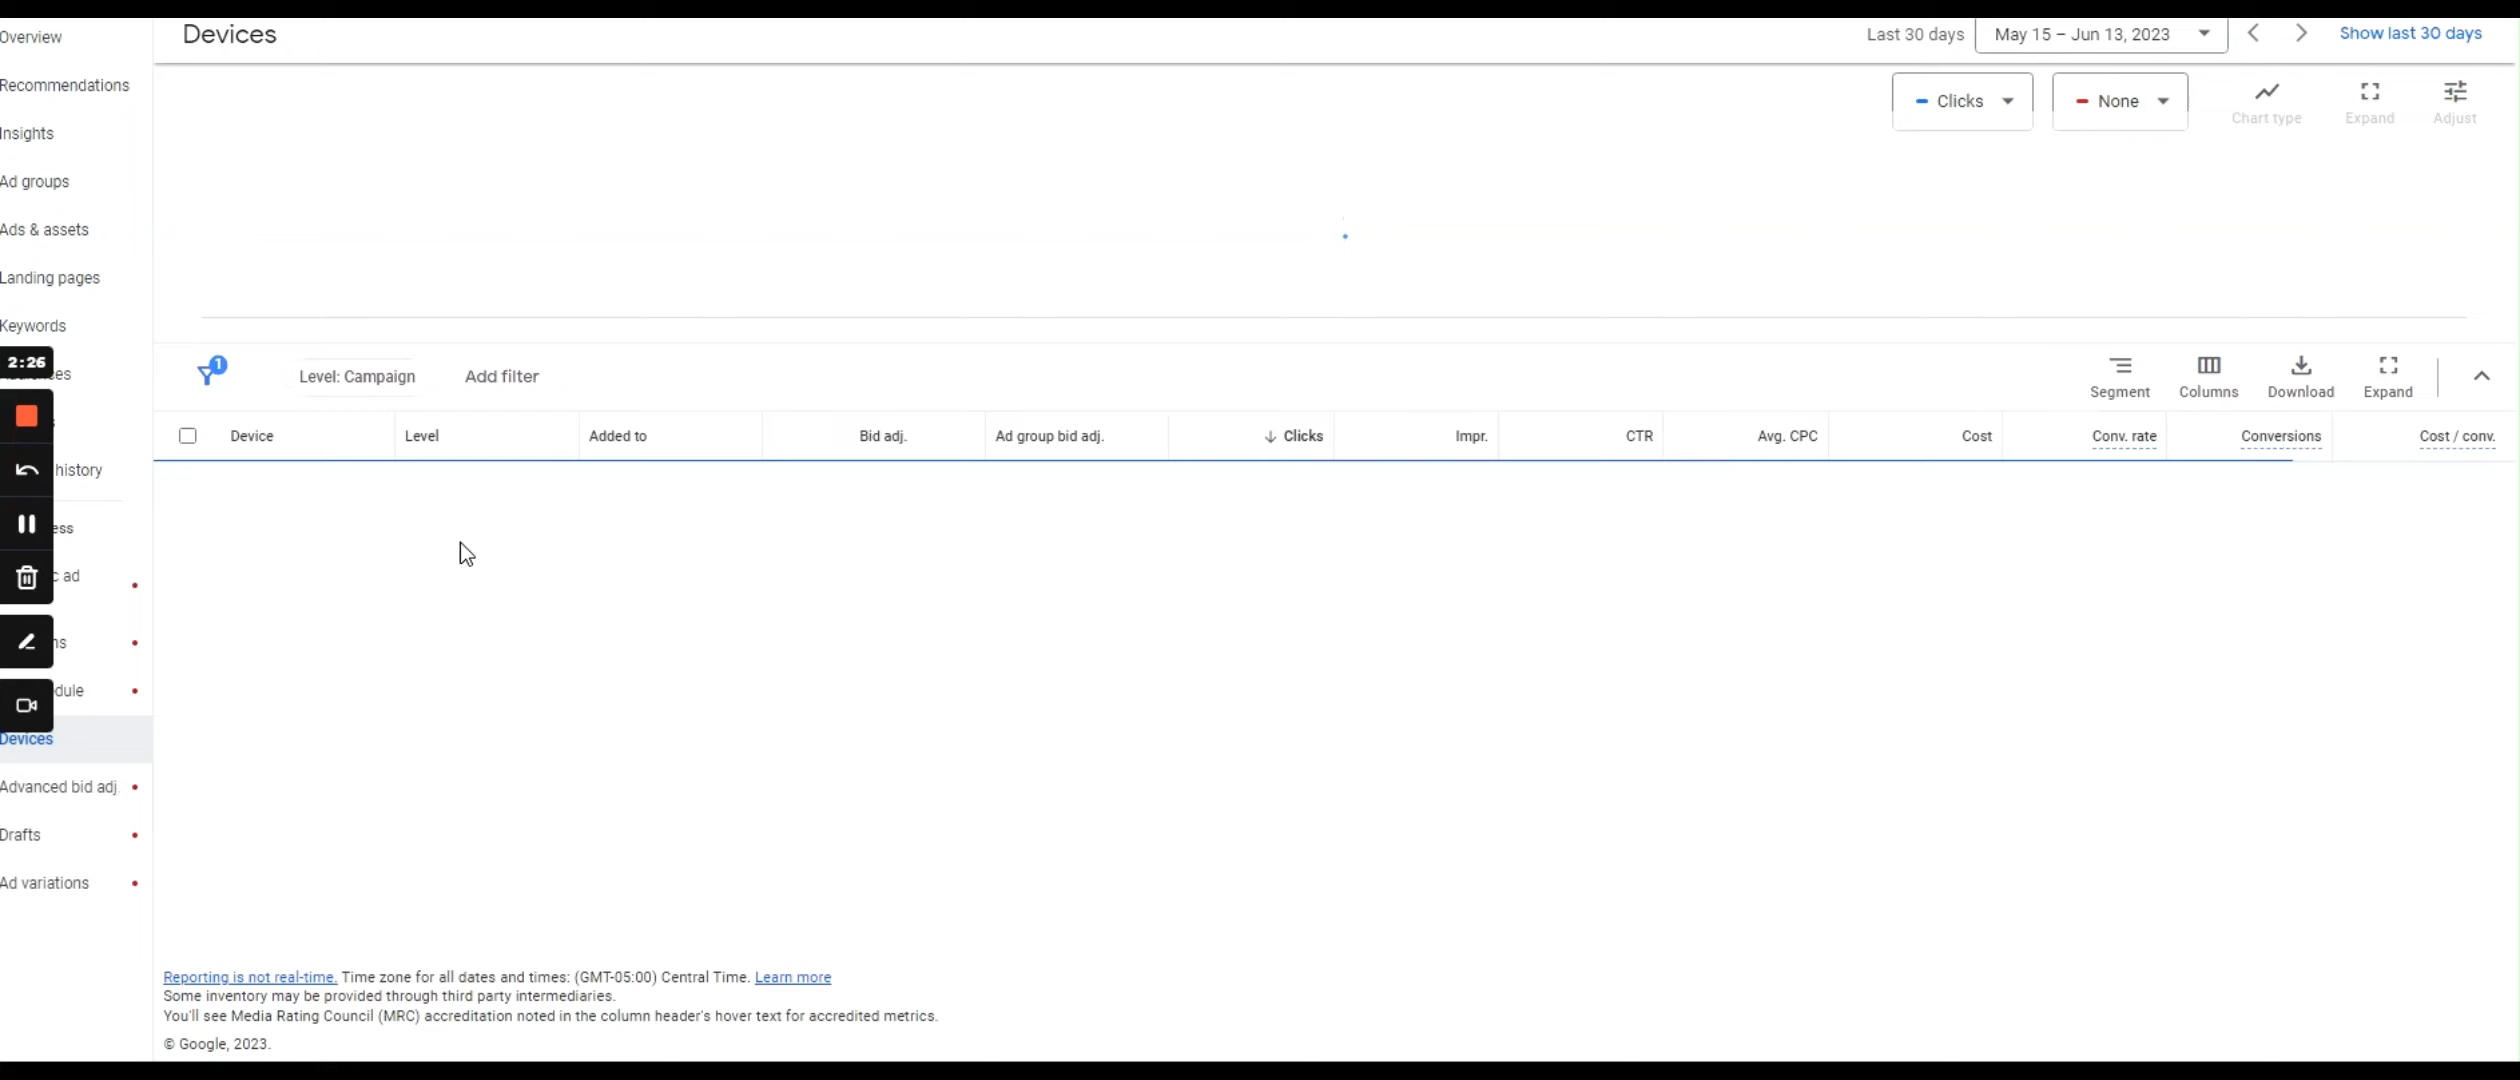 Overview
Recommendations
Insights
Ad groups
Ads & assets
Landing pages
Keywords
2:26
es
history
ess
c ad
ns
dule
Devices
Advanced bid adj.
Drafts
Ad variations
Devices
Last 30 days
May 15 – Jun 13, 2023
Show last 30 days
Clicks
None
Chart type
Expand
Adjust
1
Level: Campaign
Add filter
Segment
Columns
Download
Expand
Device
Level
Added to
Bid adj.
Ad group bid adj.
Clicks
Impr.
CTR
Avg. CPC
Cost
Conv. rate
Conversions
Cost / conv.
Reporting is not real-time. Time zone for all dates and times: (GMT-05:00) Central Time. Learn more
Some inventory may be provided through third party intermediaries.
You'll see Media Rating Council (MRC) accreditation noted in the column header's hover text for accredited metrics.
© Google, 2023.